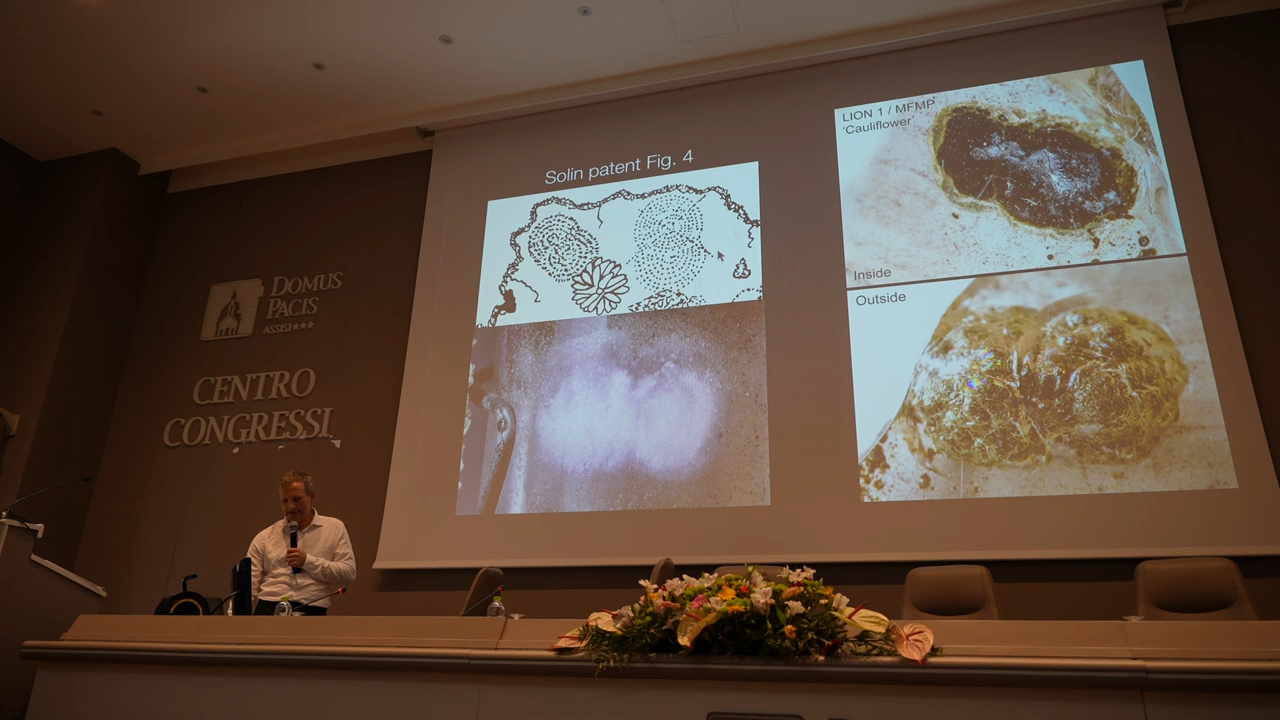 DOMUS
PACIS
ASSISI★★★
CENTRO
CONGRESSI
Solin patent Fig. 4
LION 1 / MFMP
'Cauliflower'
Inside
Outside